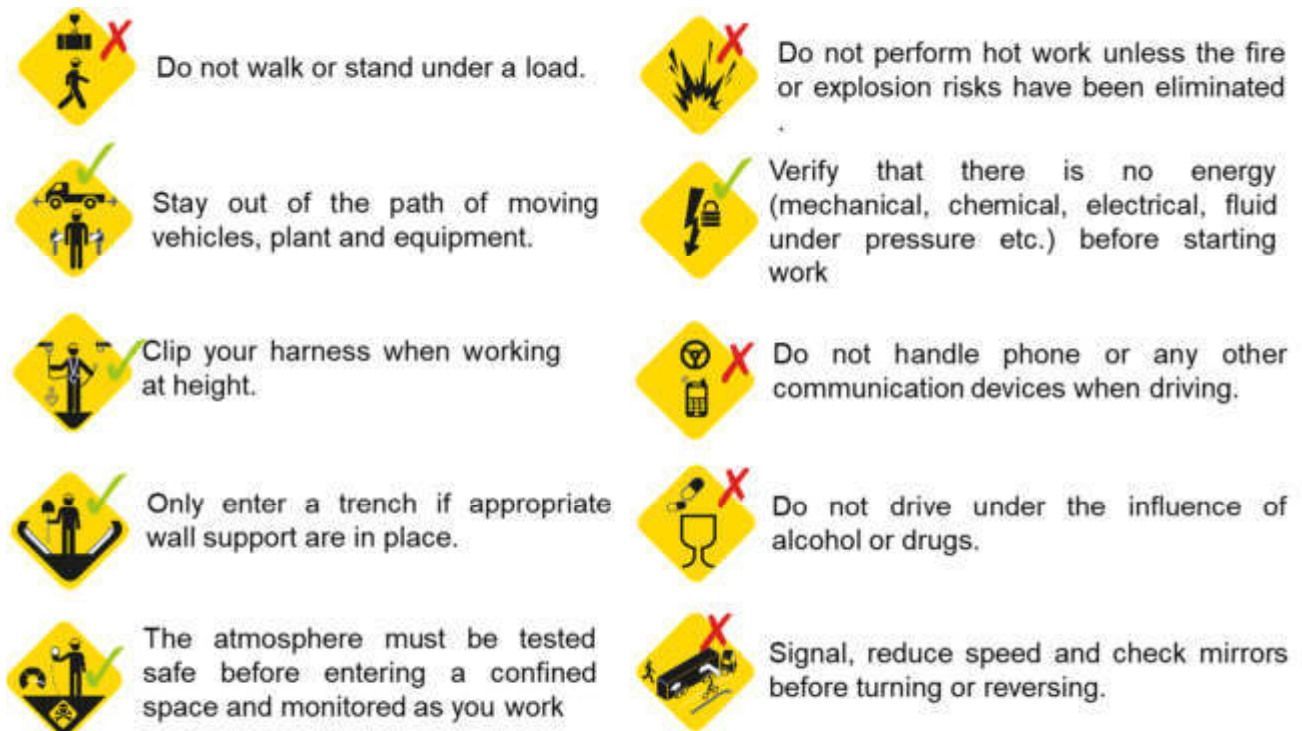 Do not walk or stand under a load.
Stay out of the path of moving
vehicles, plant and equipment.
Clip your harness when working
at height.
Only enter a trench if appropriate
wall support are in place.
The atmosphere must be tested
safe before entering a confined
space and monitored as you work
Do not perform hot work unless the fire
or explosion risks have been eliminated
.
Verify that there is no energy
(mechanical, chemical, electrical, fluid
under pressure etc.) before starting
work
Do not handle phone or any other
communication devices when driving.
Do not drive under the influence of
alcohol or drugs.
Signal, reduce speed and check mirrors
before turning or reversing.